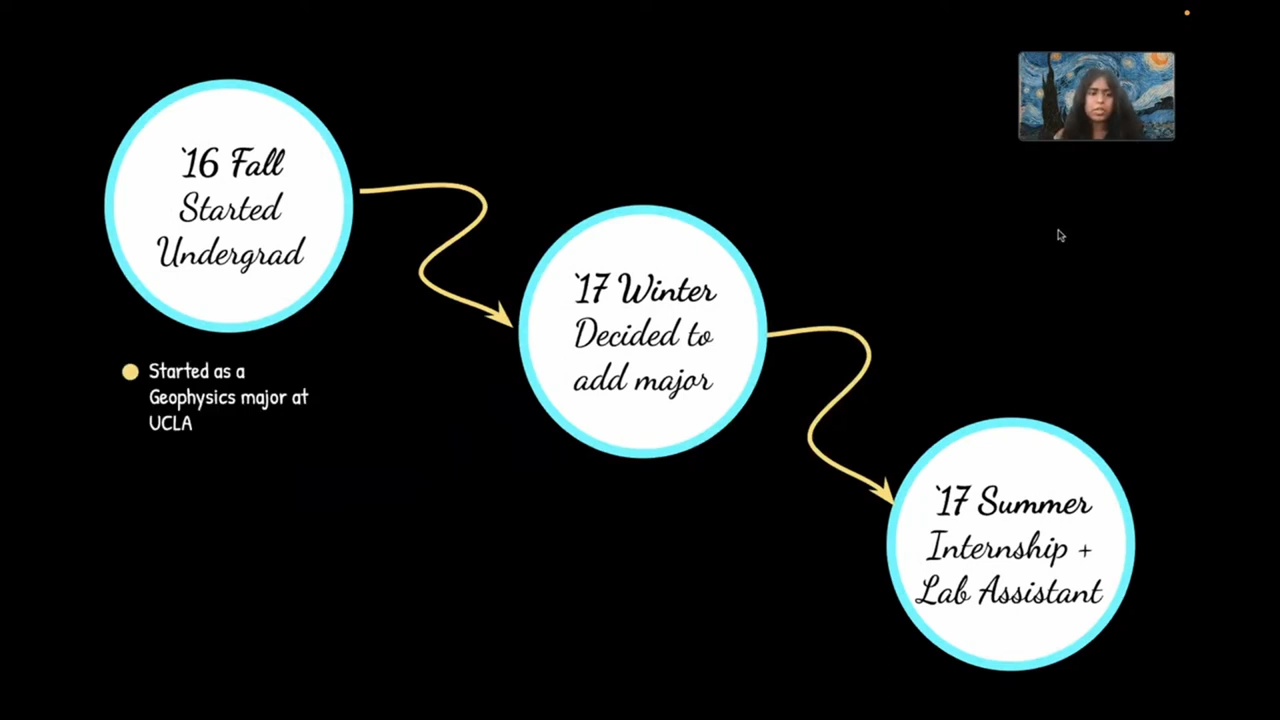 `16 Fall
Started
Undergrad
Started as a
Geophysics major at
UCLA
`17 Winter
Decided to
add major
`17 Summer
Internship +
Lab Assistant